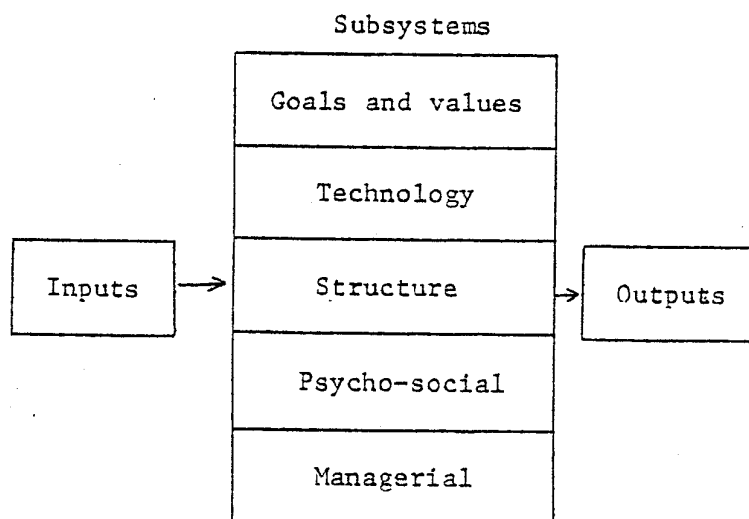 Subsystems
Goals and values
Technology
Inputs
Structure
Outputs
Psycho-social
Managerial